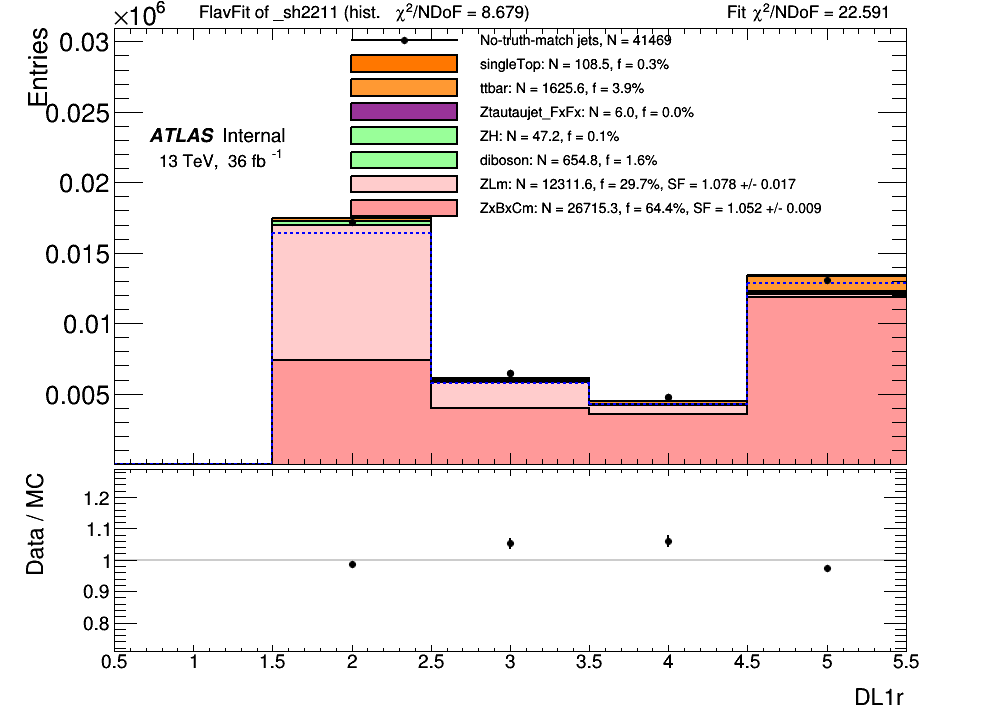 ×10⁶ FlavFit of _sh2211 (hist. χ²/NDoF = 8.679) Fit χ²/NDoF = 22.591
Entries
0.03
0.025
0.02
0.015
0.01
0.005
No-truth-match jets, N = 41469
singleTop: N = 108.5, f = 0.3%
ttbar: N = 1625.6, f = 3.9%
Ztautaujet_FxFx: N = 6.0, f = 0.0%
ZH: N = 47.2, f = 0.1%
diboson: N = 654.8, f = 1.6%
ZLm: N = 12311.6, f = 29.7%, SF = 1.078 +/- 0.017
ZxBxCm: N = 26715.3, f = 64.4%, SF = 1.052 +/- 0.009
ATLAS Internal
13 TeV, 36 fb⁻¹
Data / MC
1.2
1.1
1
0.9
0.8
0.5 1 1.5 2 2.5 3 3.5 4 4.5 5 5.5
DL1r